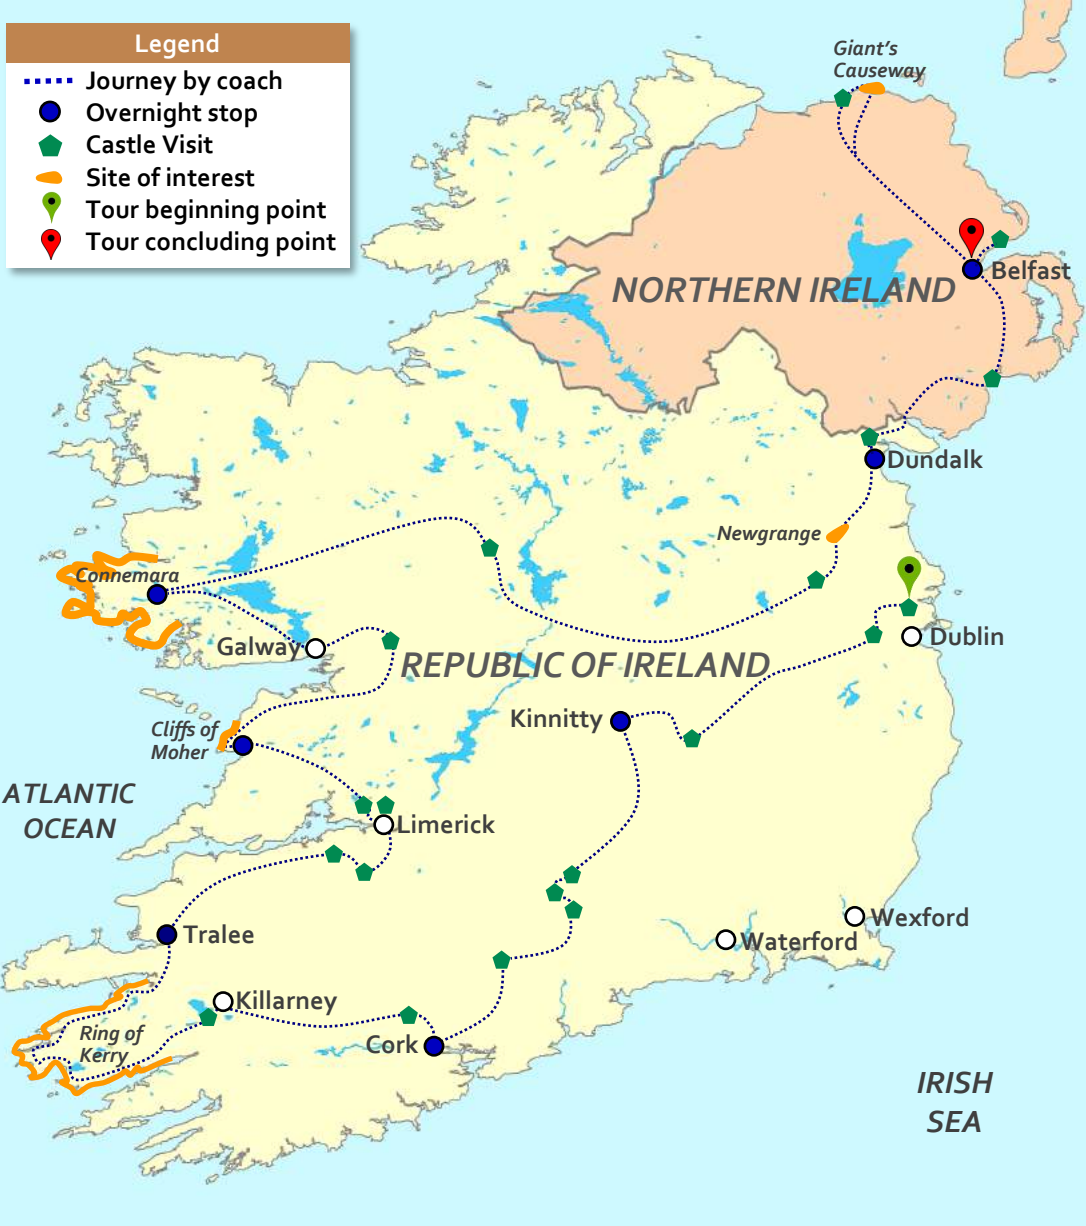 Legend
Journey by coach
Overnight stop
Castle Visit
Site of interest
Tour beginning point
Tour concluding point
Giant's
Causeway
NORTHERN IRELAND
Belfast
Dundalk
Newgrange
Connemara
Galway
REPUBLIC OF IRELAND
Dublin
Kinnitty
Cliffs of
Moher
ATLANTIC
OCEAN
Limerick
Wexford
Waterford
Tralee
Killarney
Ring of
Kerry
Cork
IRISH
SEA